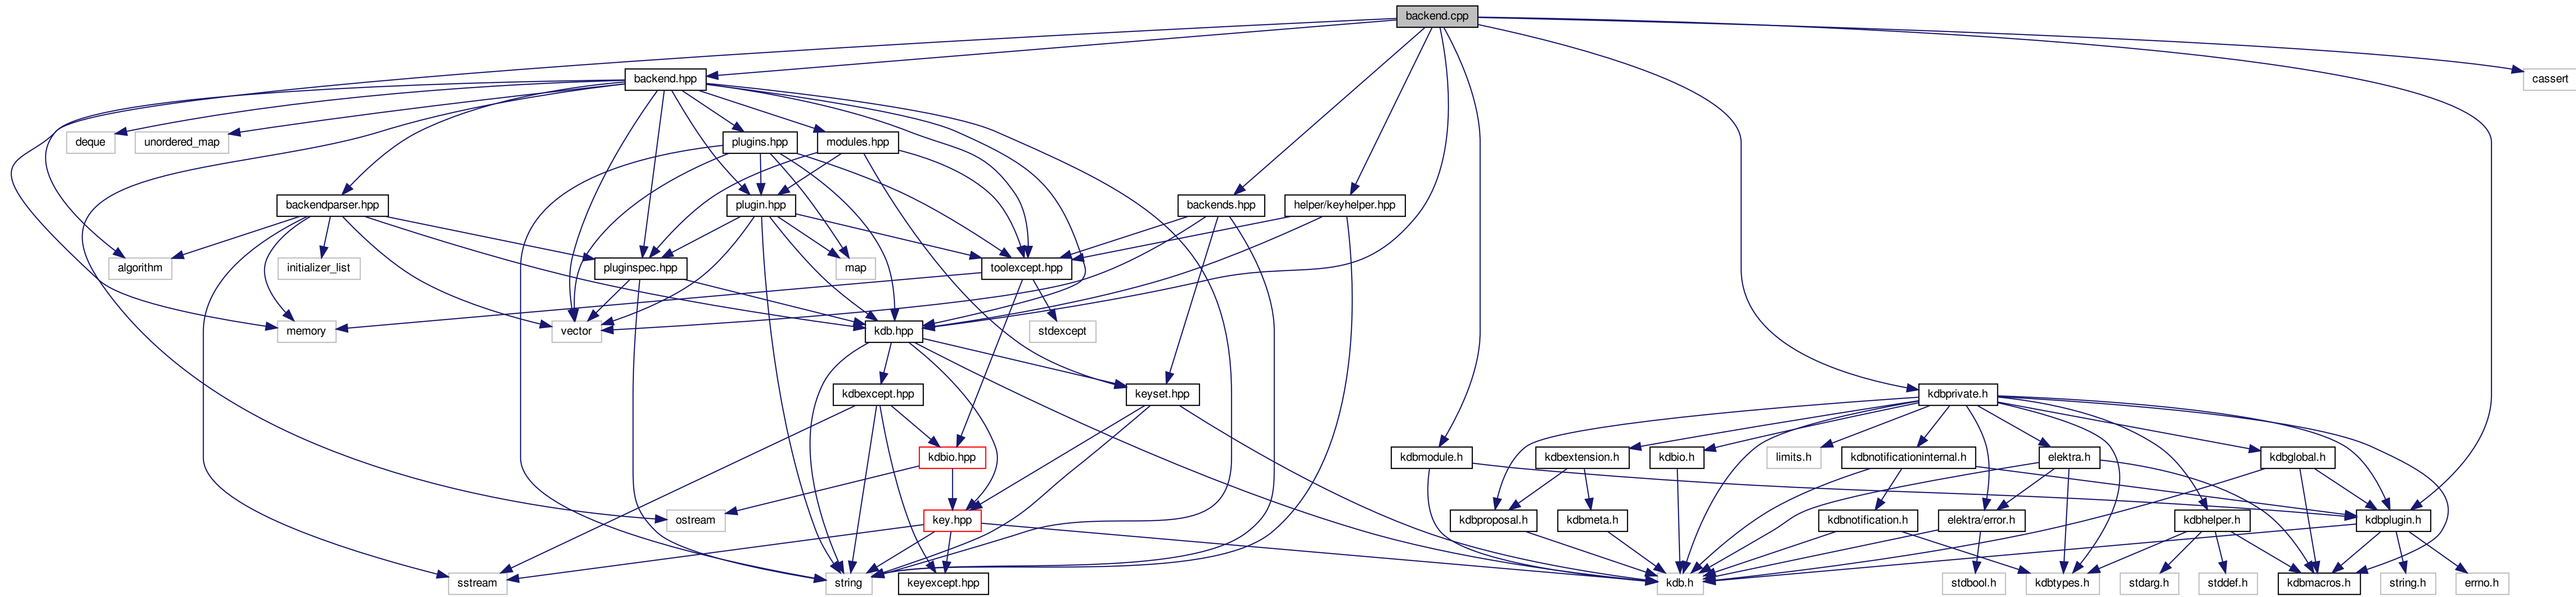 backend.cpp
backend.hpp
cassert
deque
unordered_map
plugins.hpp
modules.hpp
backendparser.hpp
plugin.hpp
backends.hpp
helper/keyhelper.hpp
algorithm
initializer_list
pluginspec.hpp
map
toolexcept.hpp
memory
vector
kdb.hpp
stdexcept
kdbexcept.hpp
keyset.hpp
kdbprivate.h
kdbio.hpp
kdbmodule.h
kdbextension.h
kdbio.h
limits.h
kdbnotificationinternal.h
elektra.h
kdbglobal.h
ostream
key.hpp
kdbproposal.h
kdbmeta.h
kdbnotification.h
elektra/error.h
kdbhelper.h
kdbplugin.h
sstream
string
keyexcept.hpp
kdb.h
stdbool.h
kdbtypes.h
stdarg.h
stddef.h
kdbmacros.h
string.h
errno.h